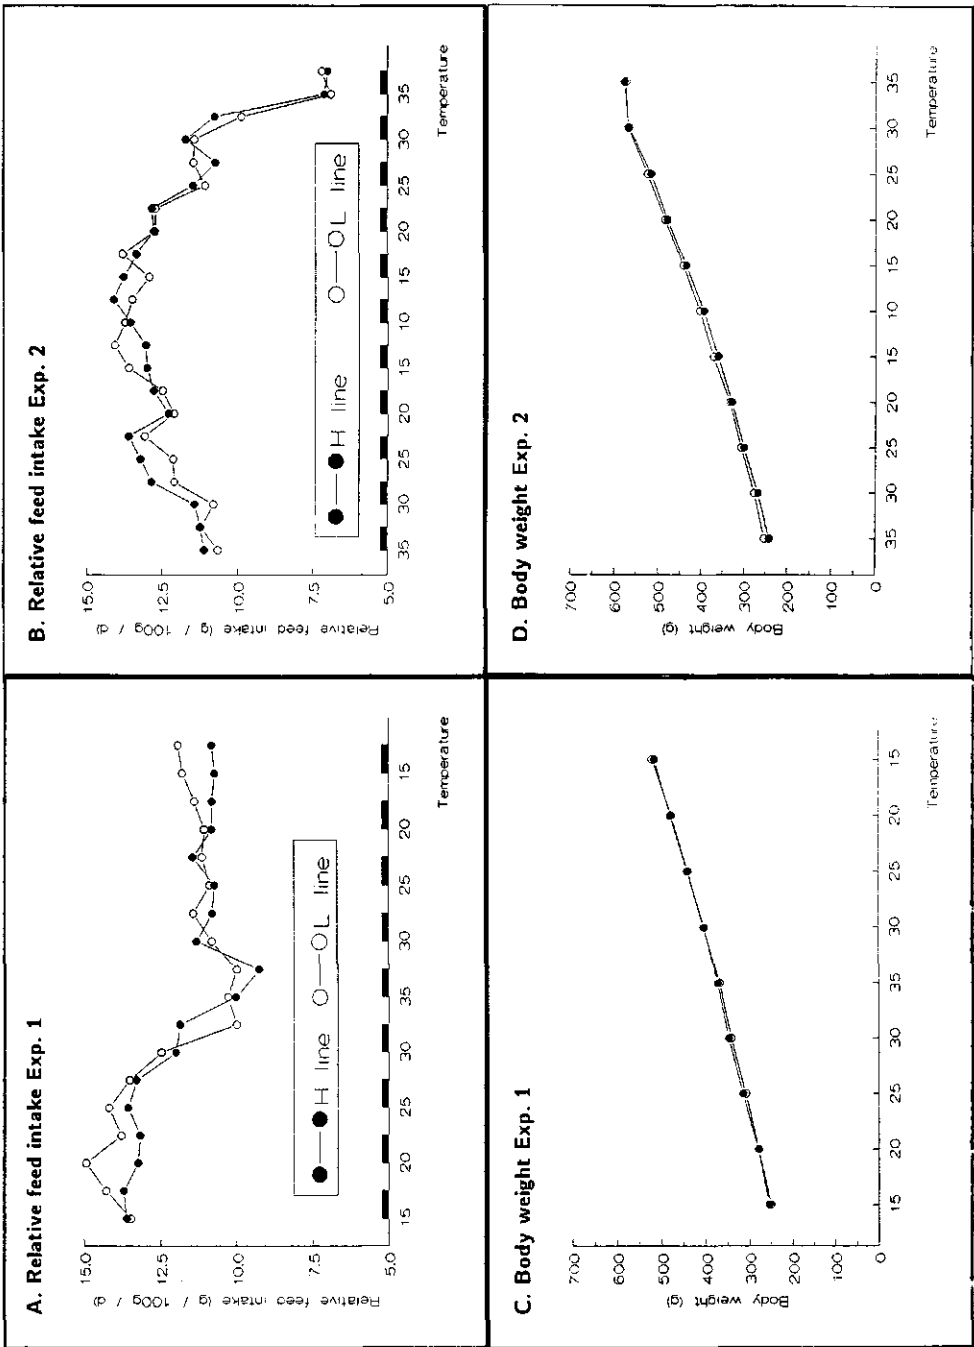 A. Relative feed intake Exp. 1
Relative feed intake (g / 100g / d)
15.0
12.5
10.0
7.5
5.0
H line
L line
15 20 25 30 35 30 25 20 15
Temperature
B. Relative feed intake Exp. 2
Relative feed intake (g / 100g / d)
15.0
12.5
10.0
7.5
5.0
H line
L line
35 30 25 20 15 10 15 20 25 30 35
Temperature
C. Body weight Exp. 1
Body weight (g)
700
600
500
400
300
200
100
0
15 20 25 30 35 30 25 20 15
Temperature
D. Body weight Exp. 2
Body weight (g)
700
600
500
400
300
200
100
0
35 30 25 20 15 10 15 20 25 30 35
Temperature